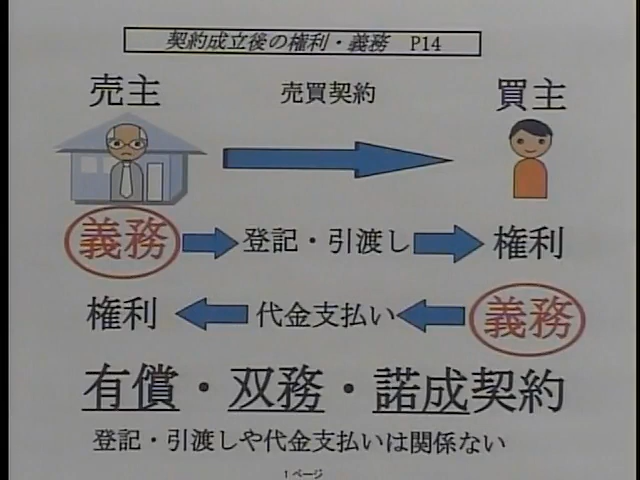 契約成立後の権利・義務 P14
売主 売買契約 買主
義務 登記・引渡し 権利
権利 代金支払い 義務
有償・双務・諾成契約
登記・引渡しや代金支払いは関係ない
1 ページ